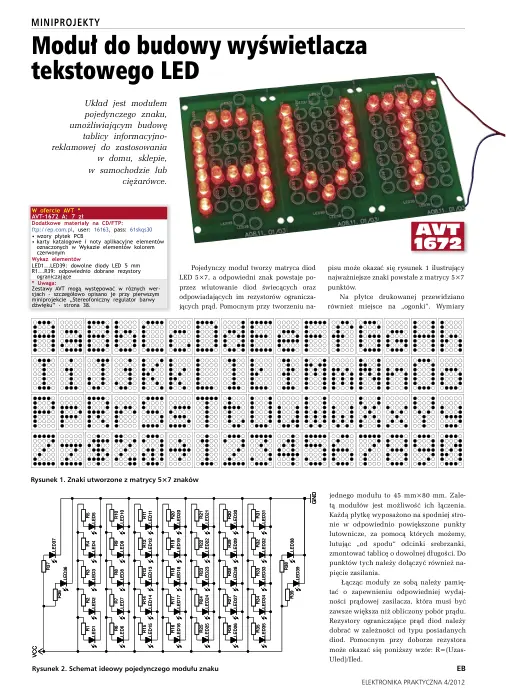 MINIPROJEKTY
Moduł do budowy wyświetlacza
tekstowego LED
Układ jest modułem
pojedynczego znaku,
umożliwiającym budowę
tablicy informacyjno-
reklamowej do zastosowania
w domu, sklepie,
w samochodzie lub
ciężarówce.
W ofercie AVT *
AVT-1672 A: 7 zł
Dodatkowe materiały na CD/FTP:
ftp://ep.com.pl, user: 16163, pass: 61skqs30
• wzory płytek PCB
• karty katalogowe i noty aplikacyjne elementów
oznaczonych w Wykazie elementów kolorem
czerwonym
Wykaz elementów
LED1...LED39: dowolne diody LED 5 mm
R1...R39: odpowiednio dobrane rezystory
ograniczające
* Uwaga:
Zestawy AVT mogą występować w różnych wer-
sjach – szczegółowo opisano je przy pierwszym
miniprojekcie „Stereofoniczny regulator barwy
dźwięku” - strona 38.
AVT
1672
Pojedynczy moduł tworzy matryca diod
LED 5×7, a odpowiedni znak powstaje po-
przez wlutowanie diod świecących oraz
odpowiadających im rezystorów ogranicza-
jących prąd. Pomocnym przy tworzeniu na-
pisu może okazać się rysunek 1 ilustrujący
najważniejsze znaki powstałe z matrycy 5×7
punktów.
Na płytce drukowanej przewidziano
również miejsce na „ogonki”. Wymiary
AaBbCcDdEeFfGgHh
IiJjKkLlŁłMmNnOo
PpRrSsTtUuWwXxYy
Zz$%@→1234567890
Rysunek 1. Znaki utworzone z matrycy 5×7 znaków
VCC
GND
Rysunek 2. Schemat ideowy pojedynczego modułu znaku
jednego modułu to 45 mm×80 mm. Zale-
tą modułów jest możliwość ich łączenia.
Każdą płytkę wyposażono na spodniej stro-
nie w odpowiednio powiększone punkty
lutownicze, za pomocą których możemy,
lutując „od spodu” odcinki srebrzanki,
zmontować tablicę o dowolnej długości. Do
punktów tych należy dołączyć również na-
pięcie zasilania.
Łącząc moduły ze sobą należy pamię-
tać o zapewnieniu odpowiedniej wydaj-
ności prądowej zasilacza, która musi być
zawsze większa niż obliczony pobór prądu.
Rezystory ograniczające prąd diod należy
dobrać w zależności od typu posiadanych
diod. Pomocnym przy doborze rezystora
może okazać się poniższy wzór: R=(Uzas-
Uled)/Iled.
EB
ELEKTRONIKA PRAKTYCZNA 4/2012